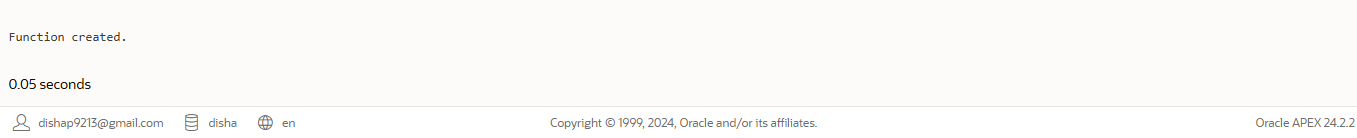 Function created.
0.05 seconds
dishap9213@gmail.com disha en Copyright © 1999, 2024, Oracle and/or its affiliates. Oracle APEX 24.2.2